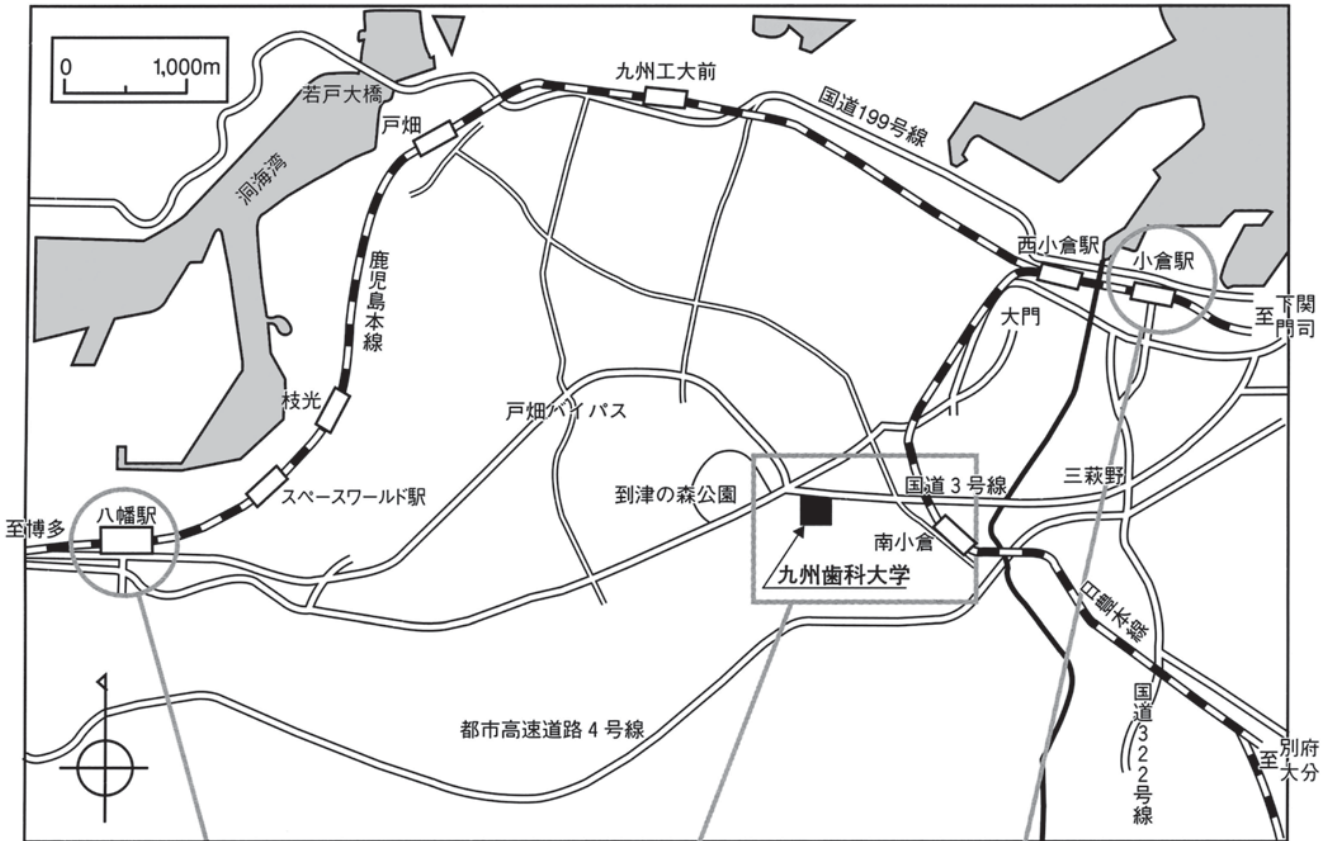 0 1,000m
九州工大前
若戸大橋
国道199号線
戸畑
洞海湾
西小倉駅
小倉駅
鹿児島本線
大門
至 下関
門司
枝光
戸畑バイパス
三萩野
スペースワールド駅
到津の森公園
国道3号線
八幡駅
至博多
南小倉
九州歯科大学
日豊本線
都市高速道路4号線
国道322号線
至 別府
大分